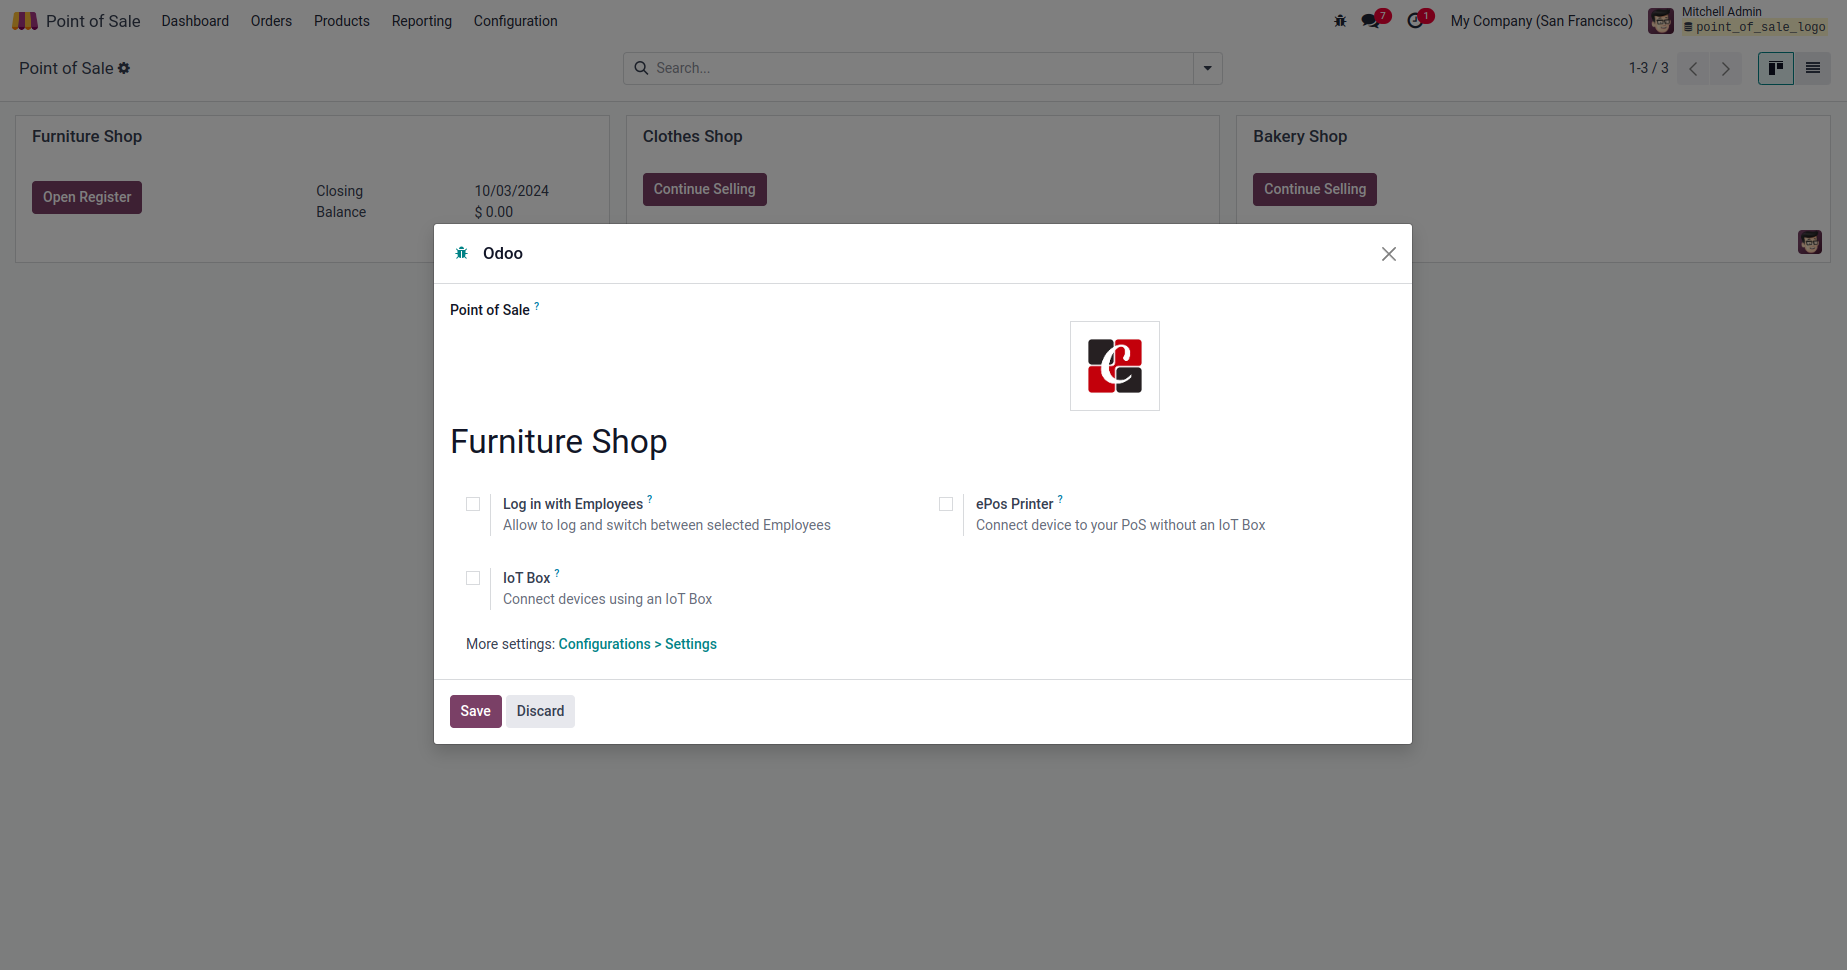 Point of Sale Dashboard Orders Products Reporting Configuration 7 1 My Company (San Francisco) Mitchell Admin
point_of_sale_logo
Point of Sale Search... 1-3 / 3
Furniture Shop Clothes Shop Bakery Shop
Open Register Closing 10/03/2024 Continue Selling Continue Selling
Balance $ 0.00
Odoo
Point of Sale ?
C
Furniture Shop
Log in with Employees ? ePos Printer ?
Allow to log and switch between selected Employees Connect device to your PoS without an IoT Box
IoT Box ?
Connect devices using an IoT Box
More settings: Configurations > Settings
Save Discard